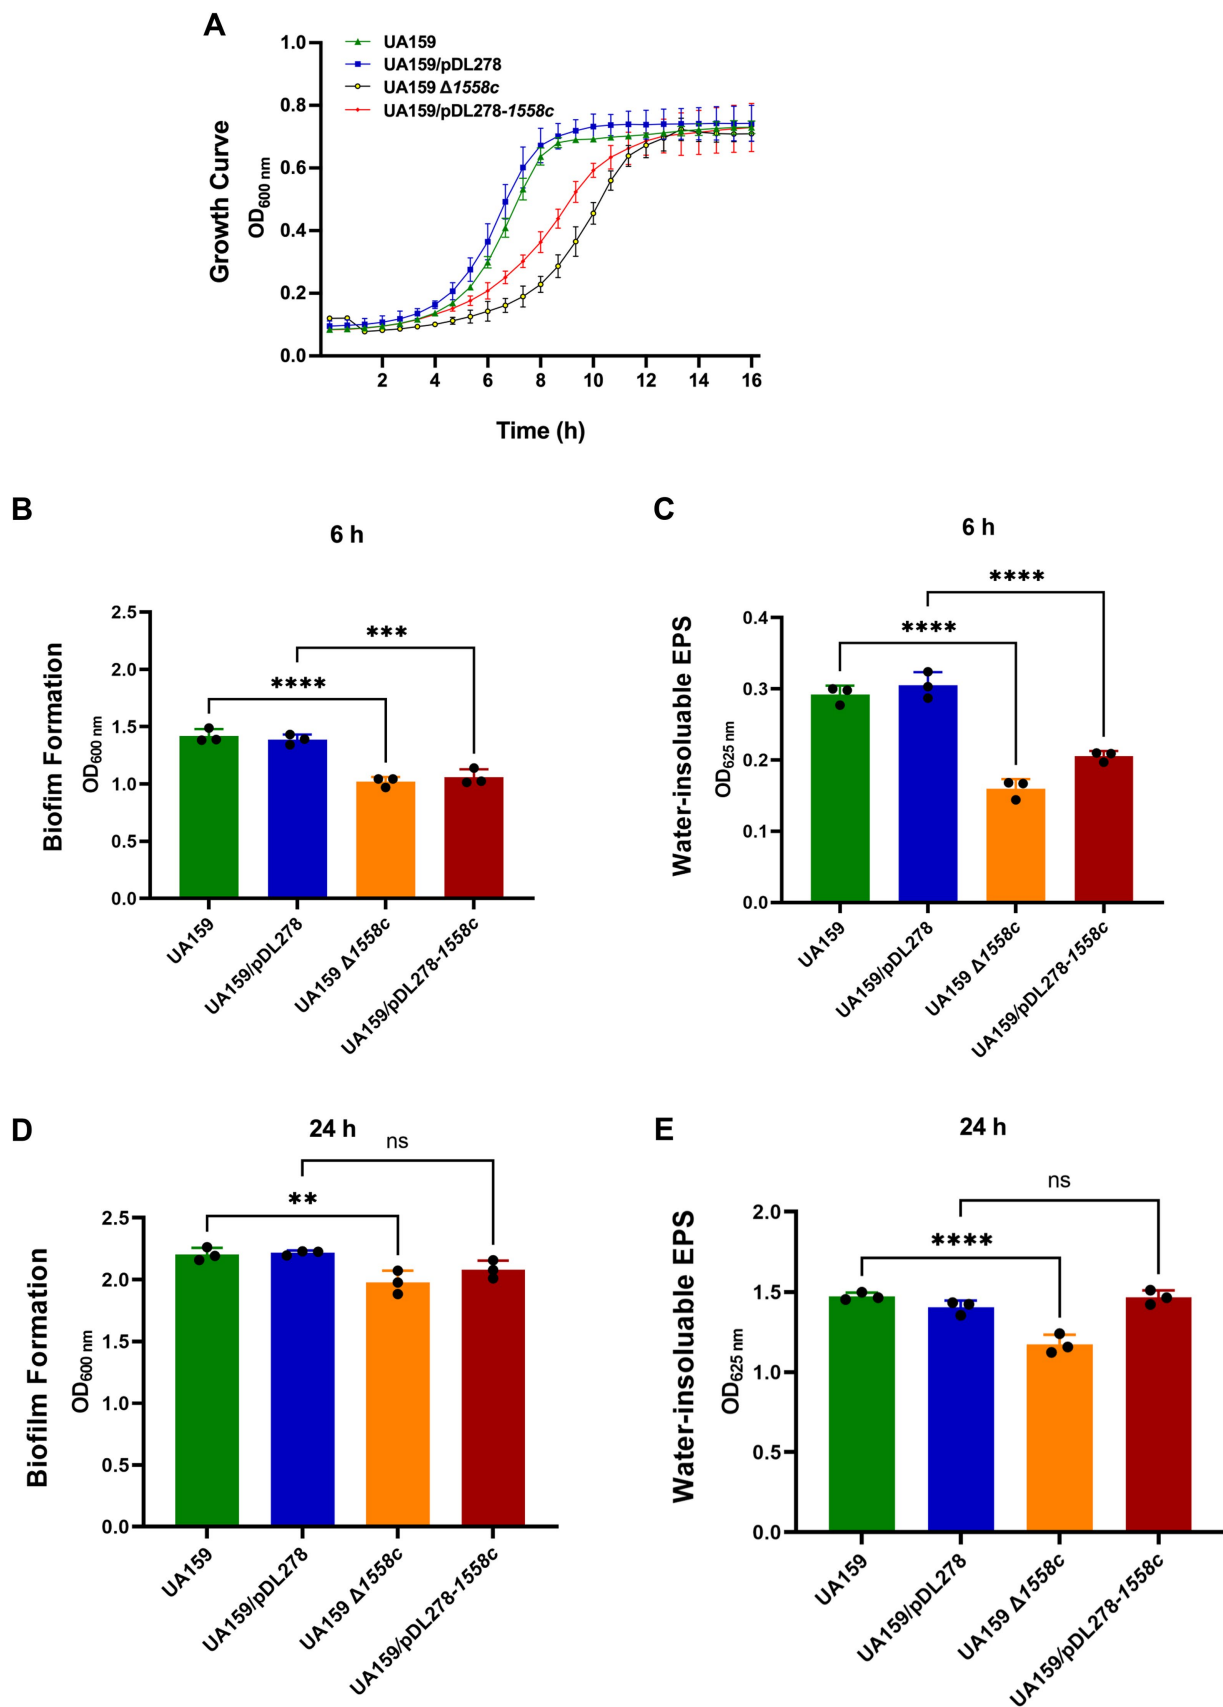 A
UA159
UA159/pDL278
UA159 Δ1558c
UA159/pDL278-1558c
Growth Curve
OD600 nm
1.0
0.8
0.6
0.4
0.2
0.0
2 4 6 8 10 12 14 16
Time (h)
B
6 h
Biofim Formation
OD600 nm
2.5
2.0
1.5
1.0
0.5
0.0
***
****
UA159
UA159/pDL278
UA159 Δ1558c
UA159/pDL278-1558c
C
6 h
Water-insoluable EPS
OD625 nm
0.4
0.3
0.2
0.1
0.0
****
****
UA159
UA159/pDL278
UA159 Δ1558c
UA159/pDL278-1558c
D
24 h
Biofilm Formation
OD600 nm
2.5
2.0
1.5
1.0
0.5
0.0
ns
**
UA159
UA159/pDL278
UA159 Δ1558c
UA159/pDL278-1558c
E
24 h
Water-insoluable EPS
OD625 nm
2.0
1.5
1.0
0.5
0.0
ns
****
UA159
UA159/pDL278
UA159 Δ1558c
UA159/pDL278-1558c